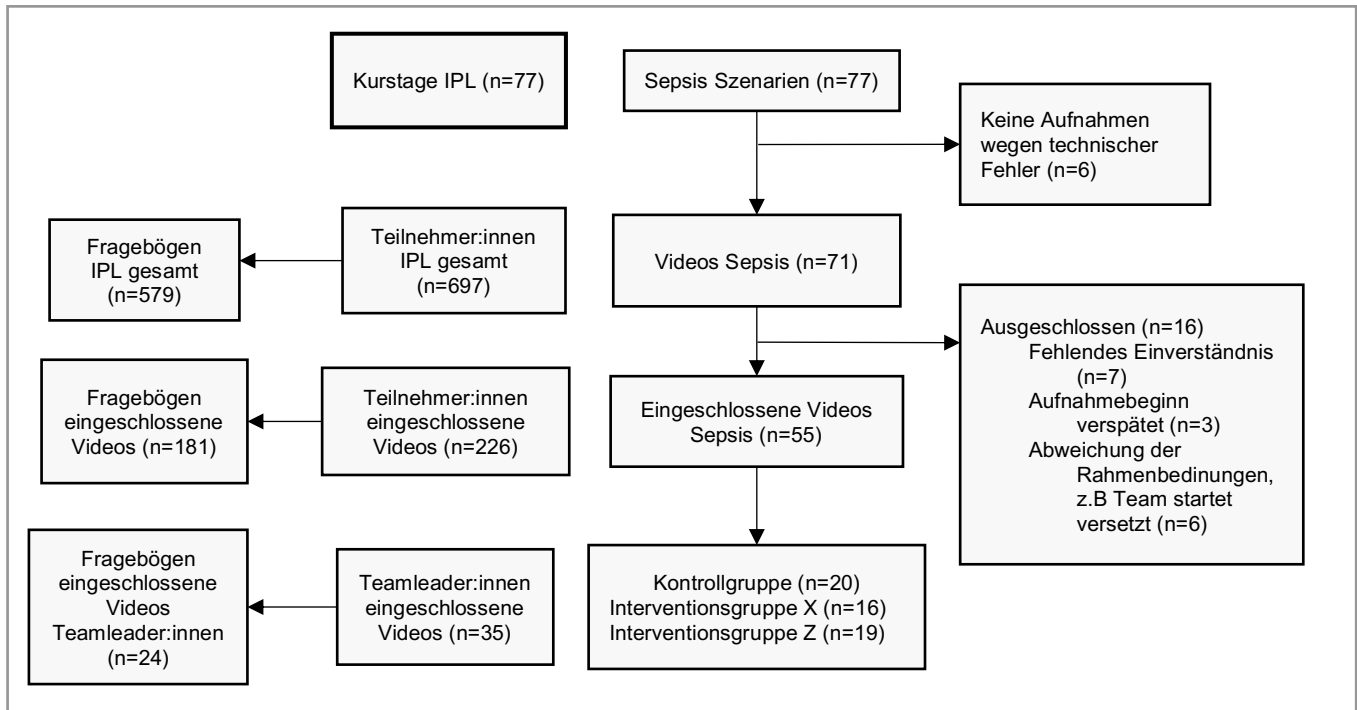 Kurstage IPL (n=77)
Sepsis Szenarien (n=77)
Keine Aufnahmen
wegen technischer
Fehler (n=6)
Fragebögen
IPL gesamt
(n=579)
Teilnehmer:innen
IPL gesamt
(n=697)
Videos Sepsis (n=71)
Ausgeschlossen (n=16)
Fehlendes Einverständnis
(n=7)
Aufnahmebeginn
verspätet (n=3)
Abweichung der
Rahmenbedinungen,
z.B Team startet
versetzt (n=6)
Fragebögen
eingeschlossene
Videos (n=181)
Teilnehmer:innen
eingeschlossene
Videos (n=226)
Eingeschlossene Videos
Sepsis (n=55)
Fragebögen
eingeschlossene
Videos
Teamleader:innen
(n=24)
Teamleader:innen
eingeschlossene
Videos (n=35)
Kontrollgruppe (n=20)
Interventionsgruppe X (n=16)
Interventionsgruppe Z (n=19)